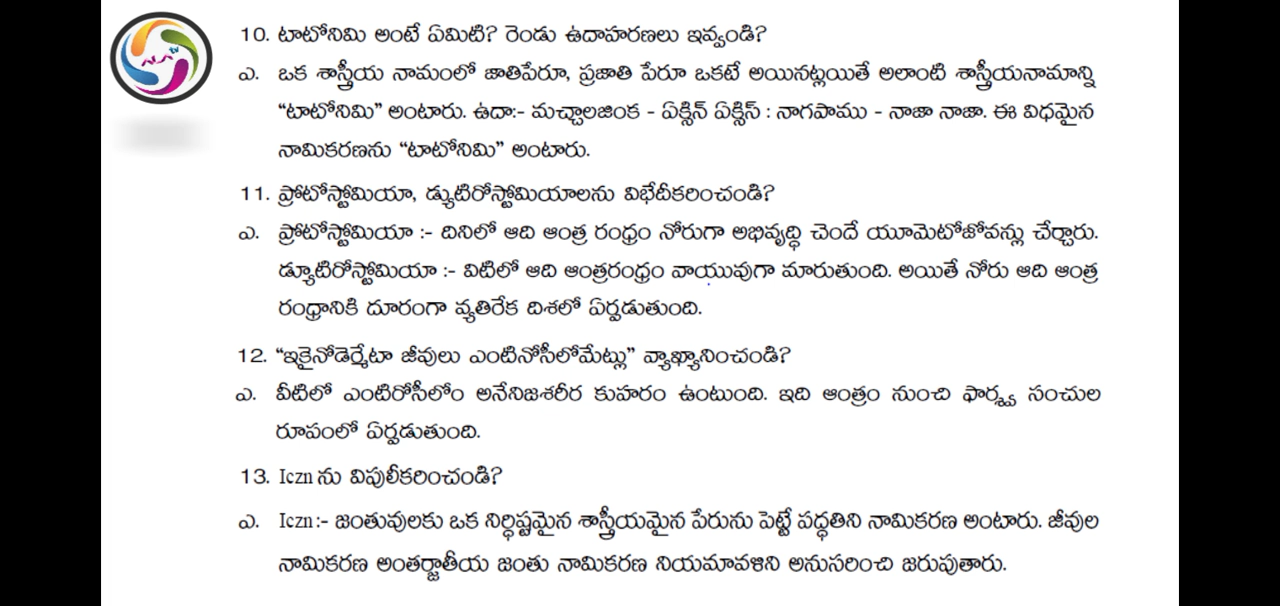 10. టాటోనిమి అంటే ఏమిటి? రెండు ఉదాహరణలు ఇవ్వండి?
ఎ. ఒక శాస్త్రీయ నామంలో జాతిపేరూ, ప్రజాతి పేరూ ఒకటే అయినట్లయితే అలాంటి శాస్త్రీయనామాన్ని
“టాటోనిమి” అంటారు. ఉదా:- మచ్చాలజింక - ఏక్సిన్ ఏక్సిస్ : నాగపాము - నాజా నాజా. ఈ విధమైన
నామికరణను “టాటోనిమి” అంటారు.
11. ప్రోటోస్టోమియా, డ్యుటిరోస్టోమియాలను విభేదీకరించండి?
ఎ. ప్రోటోస్టోమియా :- దినిలో ఆది ఆంత్ర రంధ్రం నోరుగా అభివృద్ధి చెందే యూమెటోజోవన్లు చేర్చారు.
డ్యూటిరోస్టోమియా :- విటిలో ఆది ఆంత్రరంధ్రం వాయువుగా మారుతుంది. అయితే నోరు ఆది ఆంత్ర
రంధ్రానికి దూరంగా వ్యతిరేక దిశలో ఏర్పడుతుంది.
12. “ఇకైనోడెర్మేటా జీవులు ఎంటినోసీలోమేట్లు” వ్యాఖ్యానించండి?
ఎ. వీటిలో ఎంటిరోసీలోం అనేనిజశరీర కుహరం ఉంటుంది. ఇది ఆంత్రం నుంచి ఫార్శ్వ సంచుల
రూపంలో ఏర్పడుతుంది.
13. Iczn ను విపులీకరించండి?
ఎ. Iczn :- జంతువులకు ఒక నిర్ధిష్టమైన శాస్త్రీయమైన పేరును పెట్టే పద్ధతిని నామికరణ అంటారు. జీవుల
నామికరణ అంతర్జాతీయ జంతు నామికరణ నియమావళిని అనుసరించి జరుపుతారు.